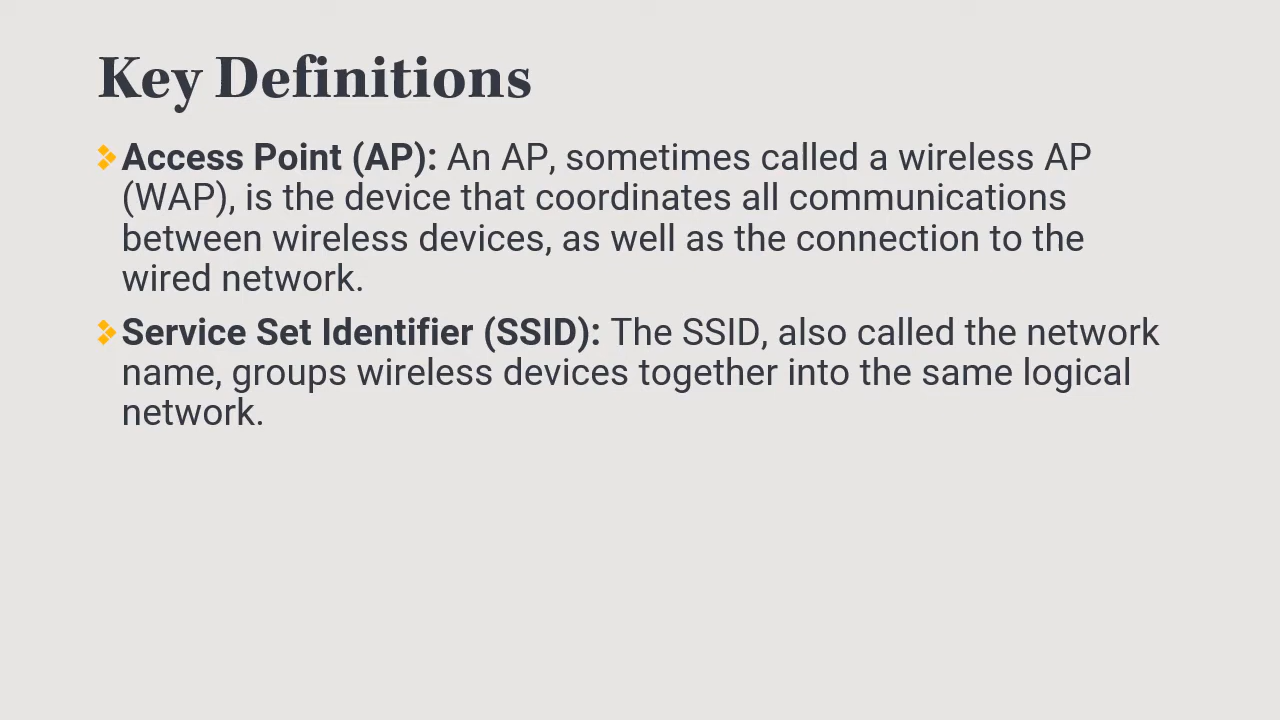 Key Definitions
Access Point (AP): An AP, sometimes called a wireless AP
(WAP), is the device that coordinates all communications
between wireless devices, as well as the connection to the
wired network.
Service Set Identifier (SSID): The SSID, also called the network
name, groups wireless devices together into the same logical
network.